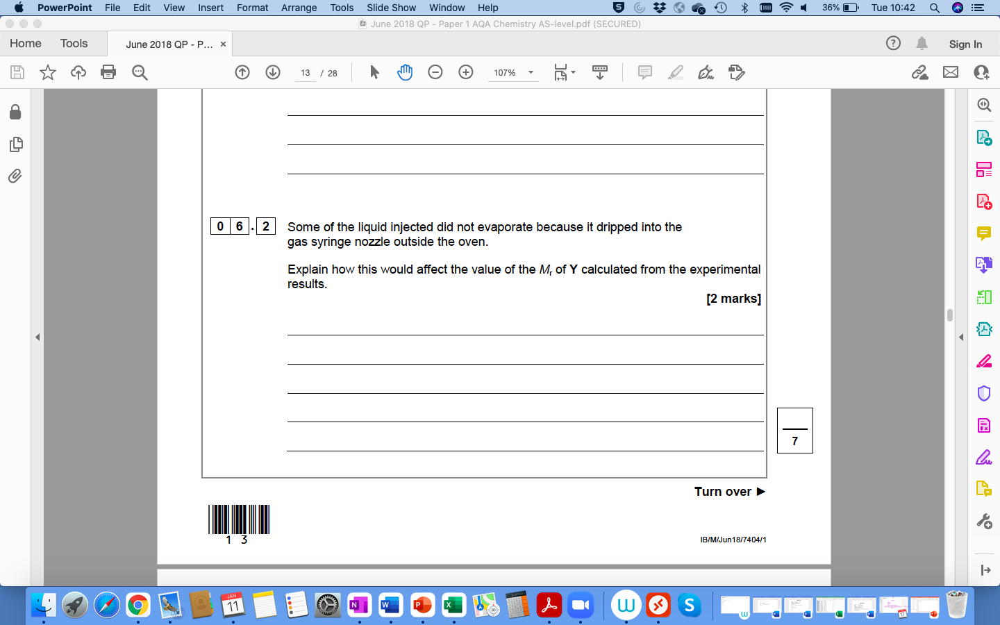 PowerPoint File Edit View Insert Format Arrange Tools Slide Show Window Help 36% Tue 10:42
June 2018 QP - Paper 1 AQA Chemistry AS-level.pdf (SECURED)
Home Tools June 2018 QP - P... × Sign In
13 / 28 107%
0 6 . 2 Some of the liquid injected did not evaporate because it dripped into the
gas syringe nozzle outside the oven.
Explain how this would affect the value of the Mr of Y calculated from the experimental
results.
[2 marks]
7
Turn over ►
1 3
IB/M/Jun18/7404/1
JAN
11
17